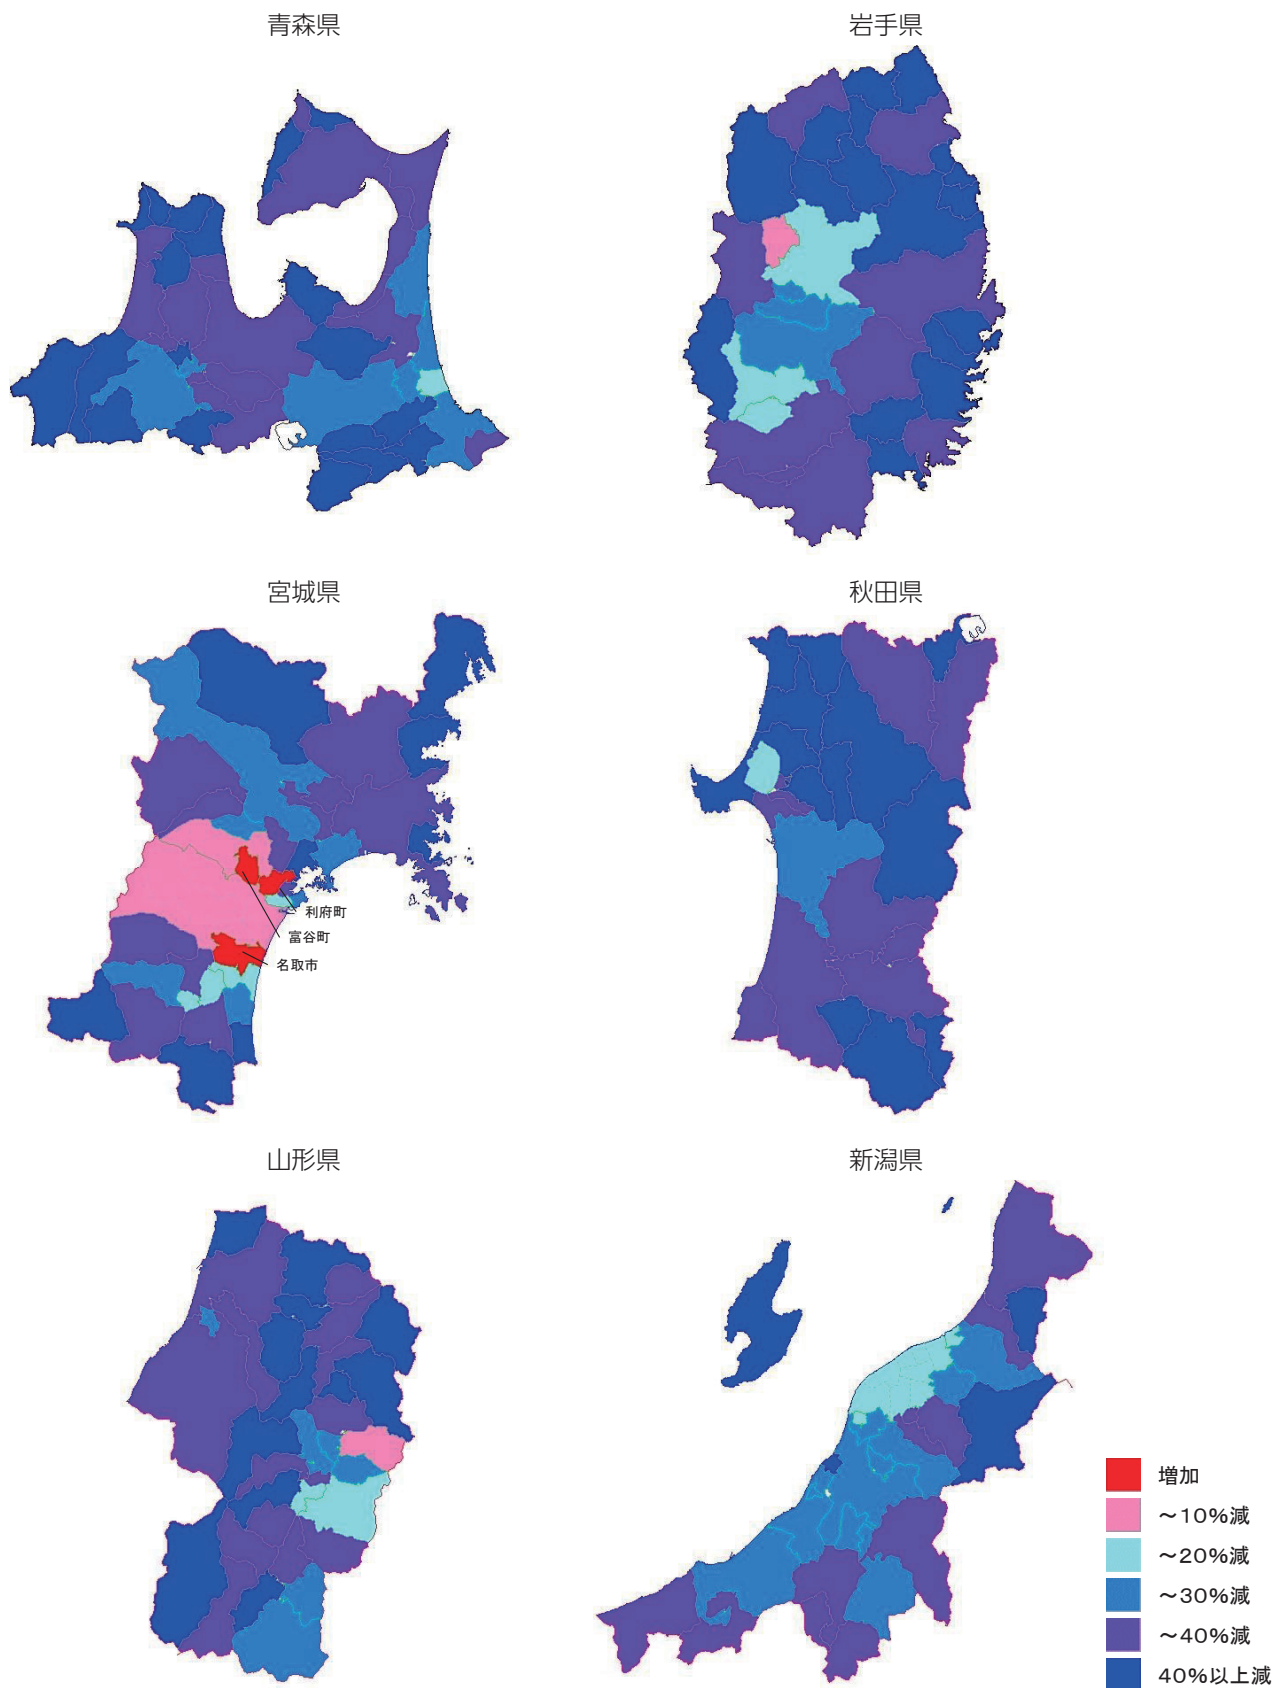 青森県
岩手県
宮城県
秋田県
利府町
富谷町
名取市
山形県
新潟県
増加
～10%減
～20%減
～30%減
～40%減
40%以上減